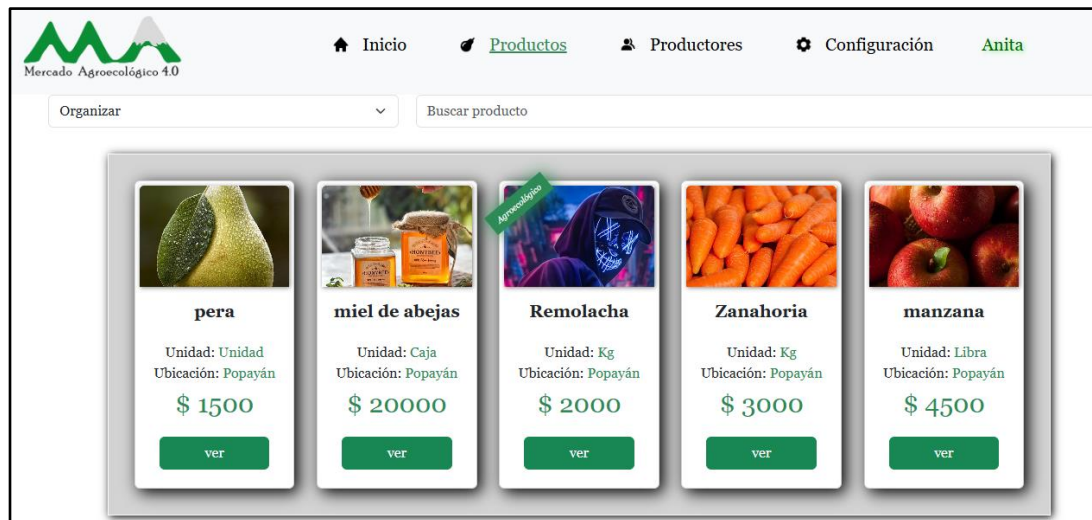 Mercado Agroecológico 4.0
Inicio
Productos
Productores
Configuración
Anita
Organizar
Buscar producto
Agroecológico
pera
Unidad: Unidad
Ubicación: Popayán
$ 1500
ver
miel de abejas
Unidad: Caja
Ubicación: Popayán
$ 20000
ver
Remolacha
Unidad: Kg
Ubicación: Popayán
$ 2000
ver
Zanahoria
Unidad: Kg
Ubicación: Popayán
$ 3000
ver
manzana
Unidad: Libra
Ubicación: Popayán
$ 4500
ver